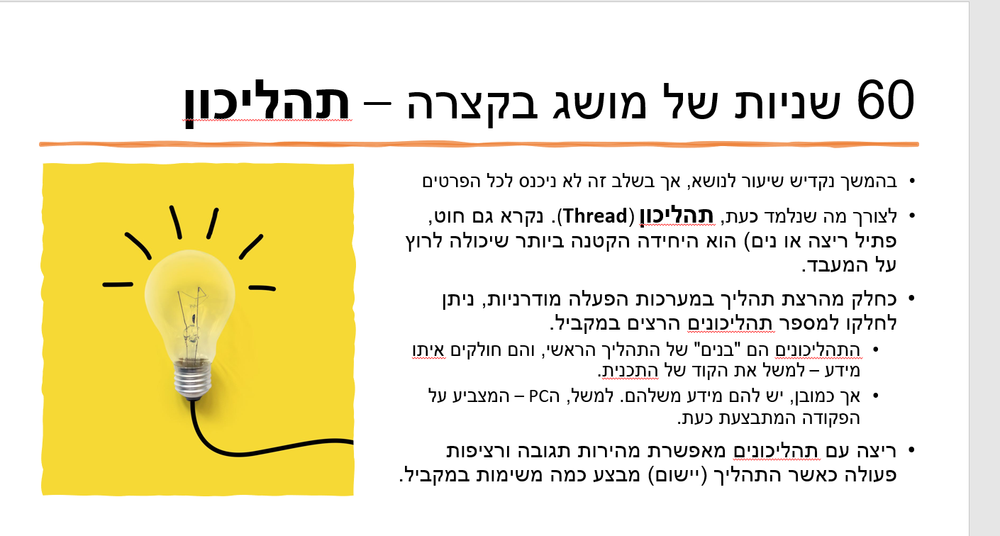 60 שניות של מושג בקצרה – תהליכון
• בהמשך נקדיש שיעור לנושא, אך בשלב זה לא ניכנס לכל הפרטים
• לצורך מה שנלמד כעת, תהליכון (Thread). נקרא גם חוט,
פתיל ריצה או נים) הוא היחידה הקטנה ביותר שיכולה לרוץ
על המעבד.
• כחלק מהרצת תהליך במערכות הפעלה מודרניות, ניתן
לחלקו למספר תהליכונים הרצים במקביל.
• התהליכונים הם "בנים" של התהליך הראשי, והם חולקים איתו
מידע – למשל את הקוד של התכנית.
• אך כמובן, יש להם מידע משלהם. למשל, הPC – המצביע על
הפקודה המתבצעת כעת.
• ריצה עם תהליכונים מאפשרת מהירות תגובה ורציפות
פעולה כאשר התהליך (יישום) מבצע כמה משימות במקביל.